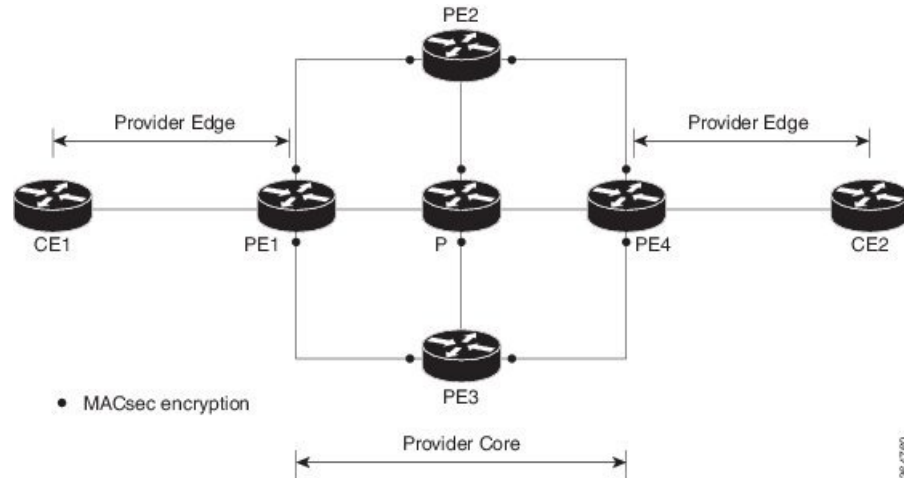 PE2
Provider Edge
Provider Edge
CE1
PE1
P
PE4
CE2
PE3
MACsec encryption
Provider Core